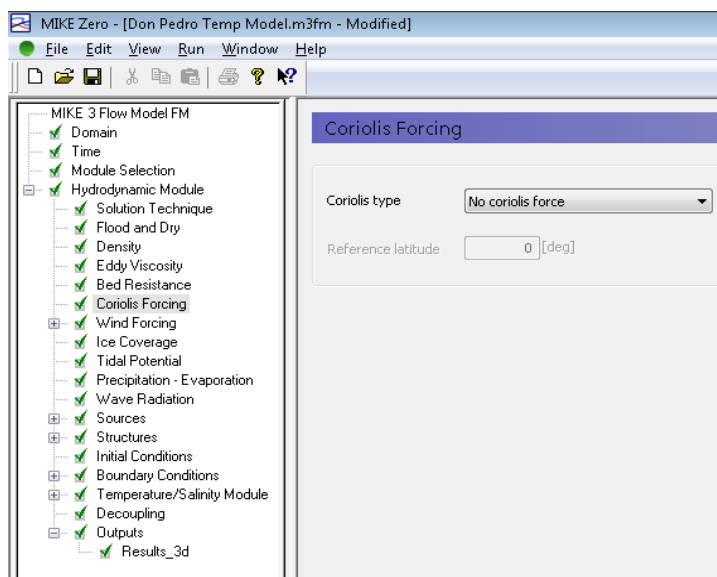 MIKE Zero - [Don Pedro Temp Model.m3fm - Modified]
File Edit View Run Window Help
MIKE 3 Flow Model FM
Domain
Time
Module Selection
Hydrodynamic Module
Solution Technique
Flood and Dry
Density
Eddy Viscosity
Bed Resistance
Coriolis Forcing
Wind Forcing
Ice Coverage
Tidal Potential
Precipitation - Evaporation
Wave Radiation
Sources
Structures
Initial Conditions
Boundary Conditions
Temperature/Salinity Module
Decoupling
Outputs
Results_3d
Coriolis Forcing
Coriolis type No coriolis force
Reference latitude 0 [deg]